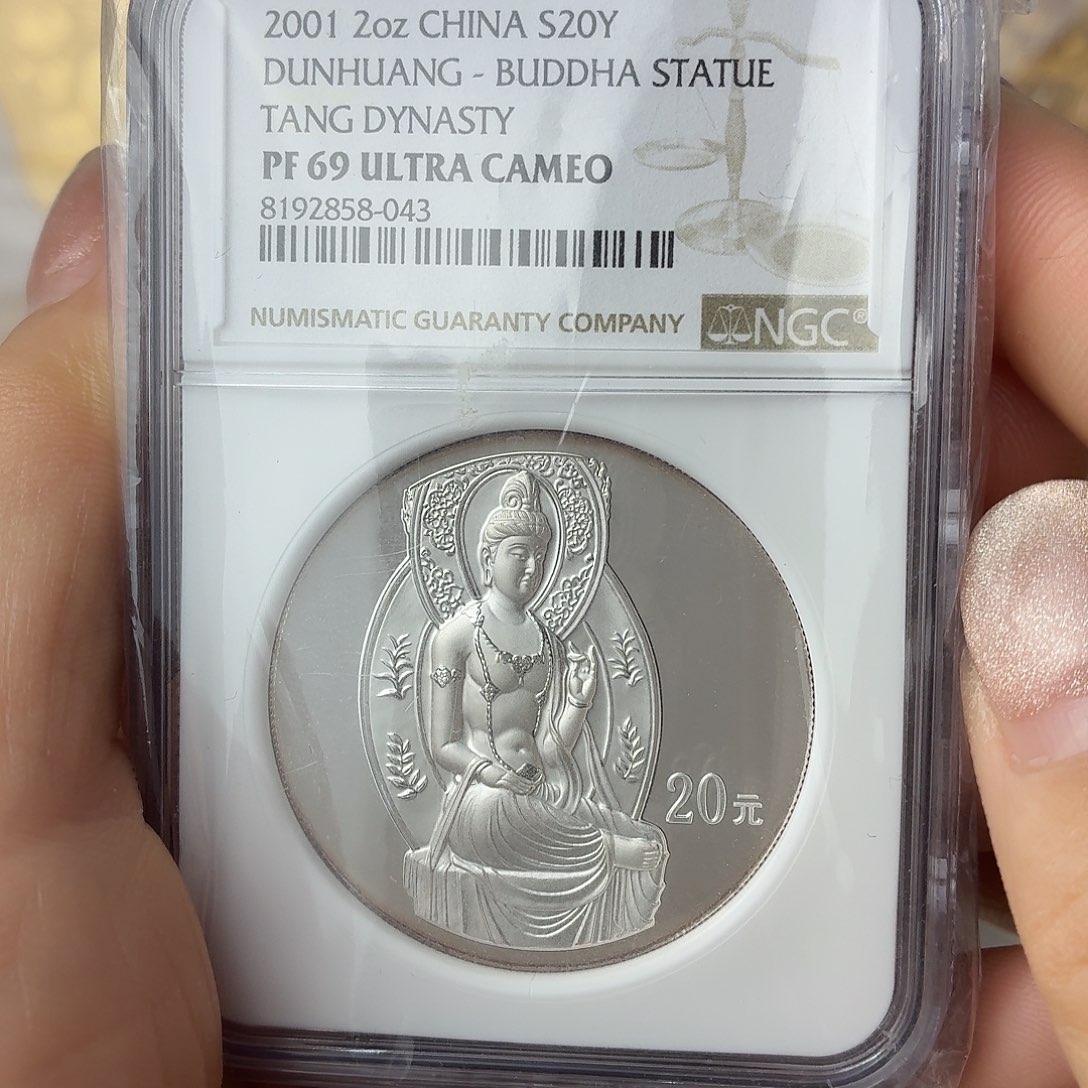 2001 2oz CHINA S20Y
DUNHUANG - BUDDHA STATUE
TANG DYNASTY
PF 69 ULTRA CAMEO
8192858-043
NUMISMATIC GUARANTY COMPANY
NGC®
20元